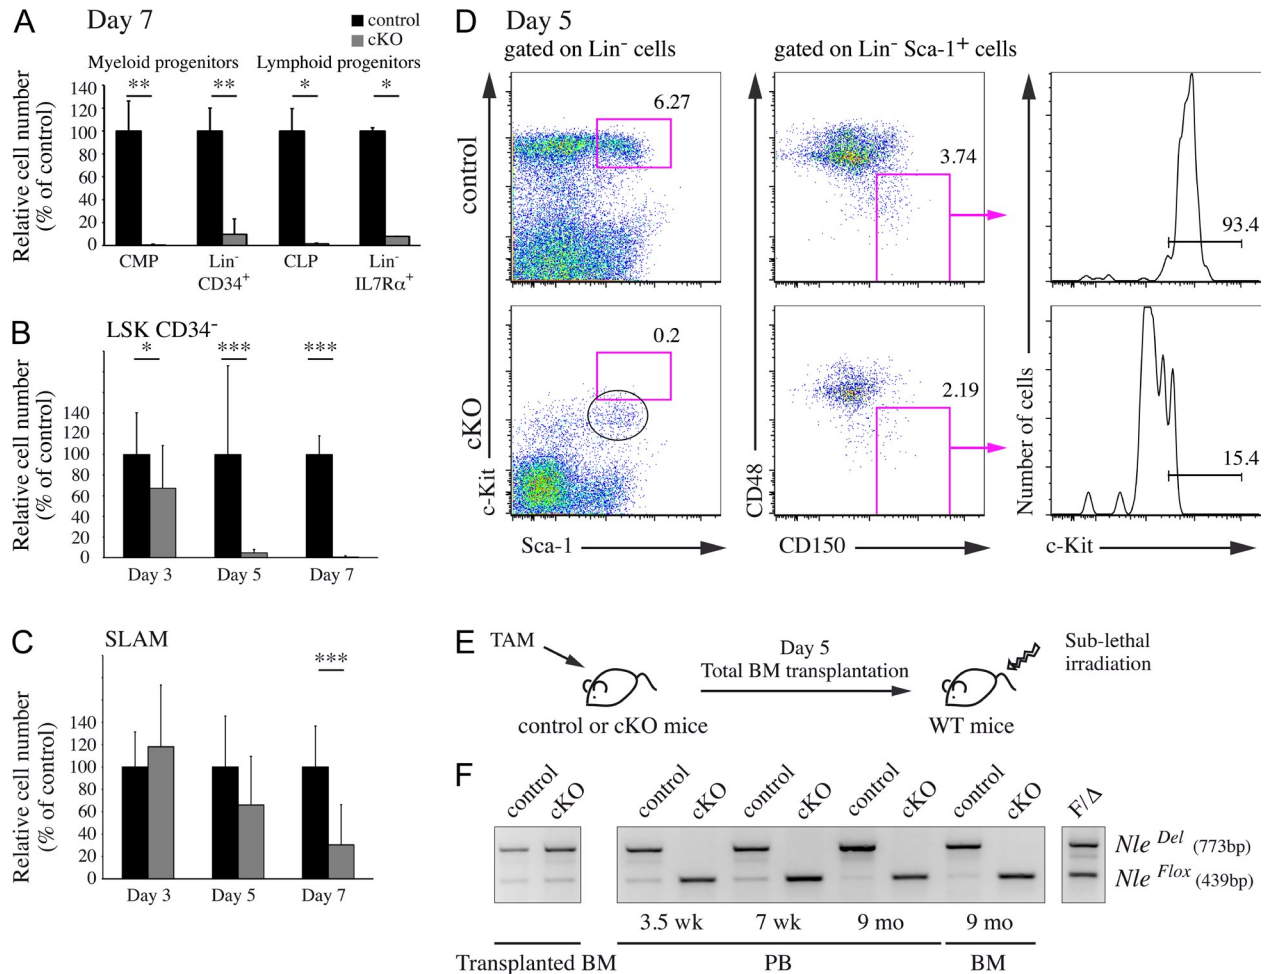 A Day 7
control
cKO
Myeloid progenitors Lymphoid progenitors
** ** * *
Relative cell number
(% of control)
140
120
100
80
60
40
20
0
CMP Lin- CLP Lin-
CD34+ IL7Rα+
B LSK CD34-
* *** ***
Relative cell number
(% of control)
140
120
100
80
60
40
20
0
Day 3 Day 5 Day 7
C SLAM
***
Relative cell number
(% of control)
140
120
100
80
60
40
20
0
Day 3 Day 5 Day 7
D Day 5
gated on Lin- cells gated on Lin- Sca-1+ cells
control
6.27
3.74
93.4
cKO
0.2
2.19
15.4
c-Kit
CD48
Number of cells
Sca-1 CD150 c-Kit
E TAM
Day 5
Total BM transplantation
Sub-lethal
irradiation
control or cKO mice WT mice
F control cKO control cKO control cKO control cKO control cKO F/Δ
Nle Del (773bp)
Nle Flox (439bp)
3.5 wk 7 wk 9 mo 9 mo
Transplanted BM PB BM